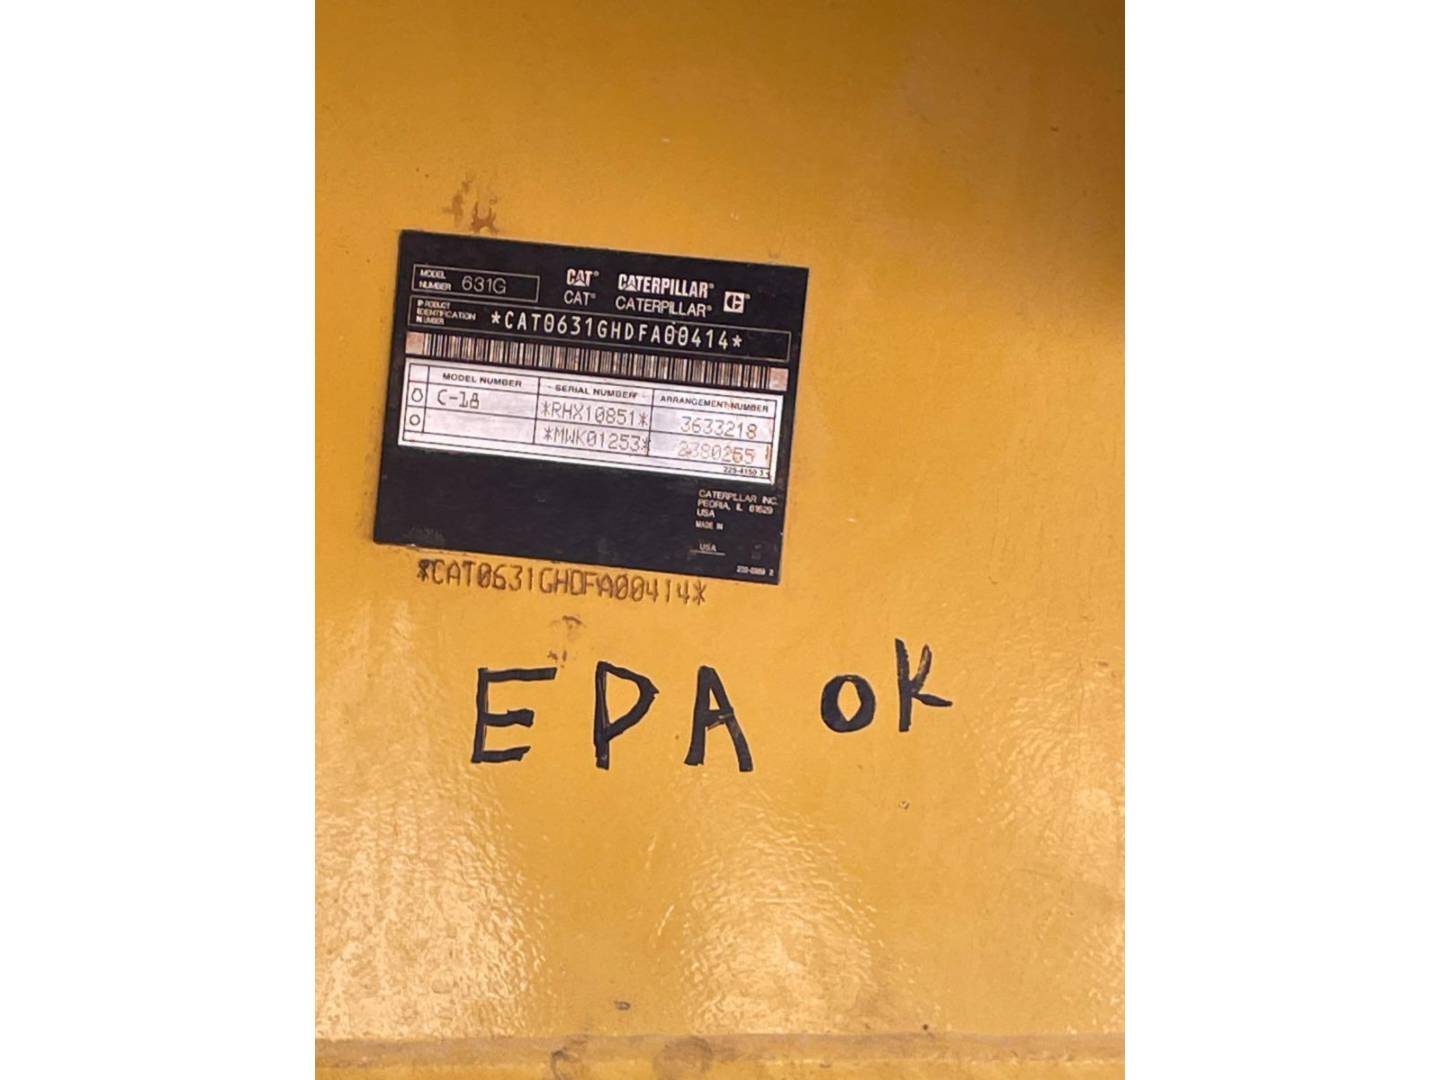 MODEL NUMBER 631G
CAT® CATERPILLAR®
CAT® CATERPILLAR®
PRODUCT IDENTIFICATION NUMBER *CAT0631GHDFA00414*
MODEL NUMBER SERIAL NUMBER ARRANGEMENT NUMBER
C-18 *RHX10851* 3633218
*MWK01253* 2380265
CATERPILLAR INC.
PEORIA, IL 61629
USA
MADE IN
USA
*CAT0631GHDFA00414*
EPA OK